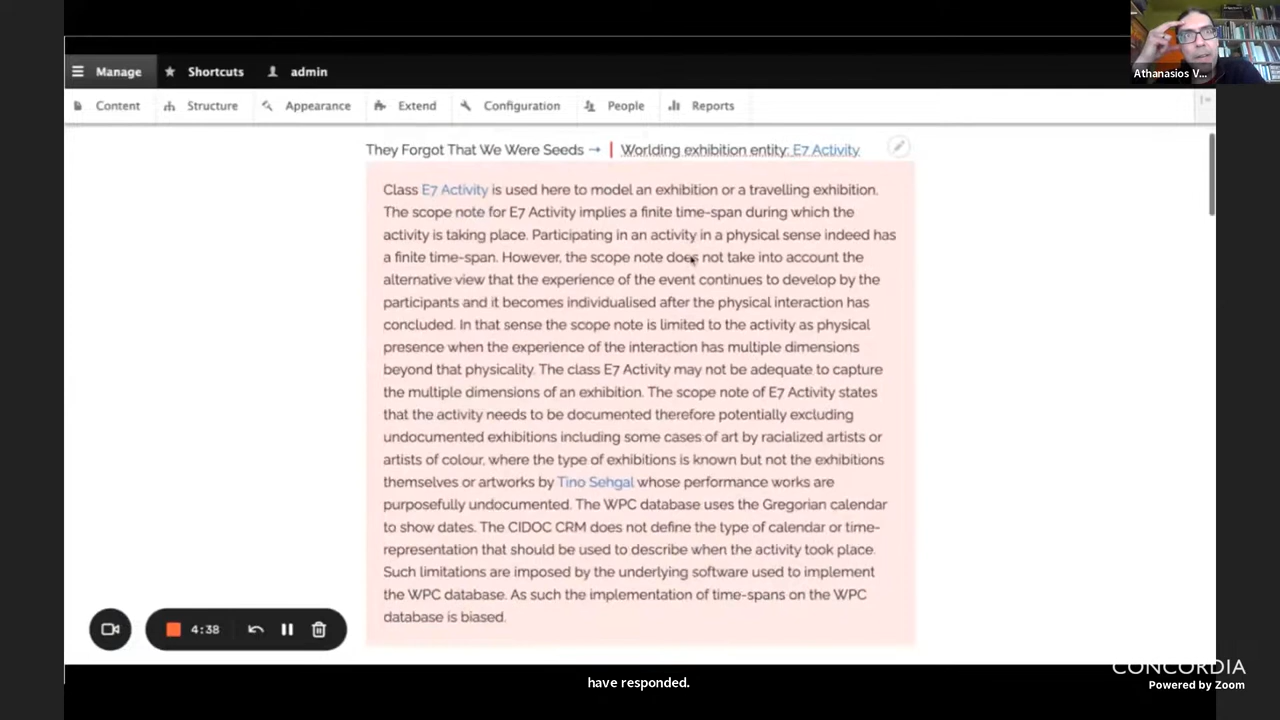 Athanasios V...
Manage Shortcuts admin
Content Structure Appearance Extend Configuration People Reports
They Forgot That We Were Seeds → | Worlding exhibition entity: E7 Activity
Class E7 Activity is used here to model an exhibition or a travelling exhibition.
The scope note for E7 Activity implies a finite time-span during which the
activity is taking place. Participating in an activity in a physical sense indeed has
a finite time-span. However, the scope note does not take into account the
alternative view that the experience of the event continues to develop by the
participants and it becomes individualised after the physical interaction has
concluded. In that sense the scope note is limited to the activity as physical
presence when the experience of the interaction has multiple dimensions
beyond that physicality. The class E7 Activity may not be adequate to capture
the multiple dimensions of an exhibition. The scope note of E7 Activity states
that the activity needs to be documented therefore potentially excluding
undocumented exhibitions including some cases of art by racialized artists or
artists of colour, where the type of exhibitions is known but not the exhibitions
themselves or artworks by Tino Sehgal whose performance works are
purposefully undocumented. The WPC database uses the Gregorian calendar
to show dates. The CIDOC CRM does not define the type of calendar or time-
representation that should be used to describe when the activity took place.
Such limitations are imposed by the underlying software used to implement
the WPC database. As such the implementation of time-spans on the WPC
database is biased.
4:38
CONCORDIA
Powered by Zoom
have responded.